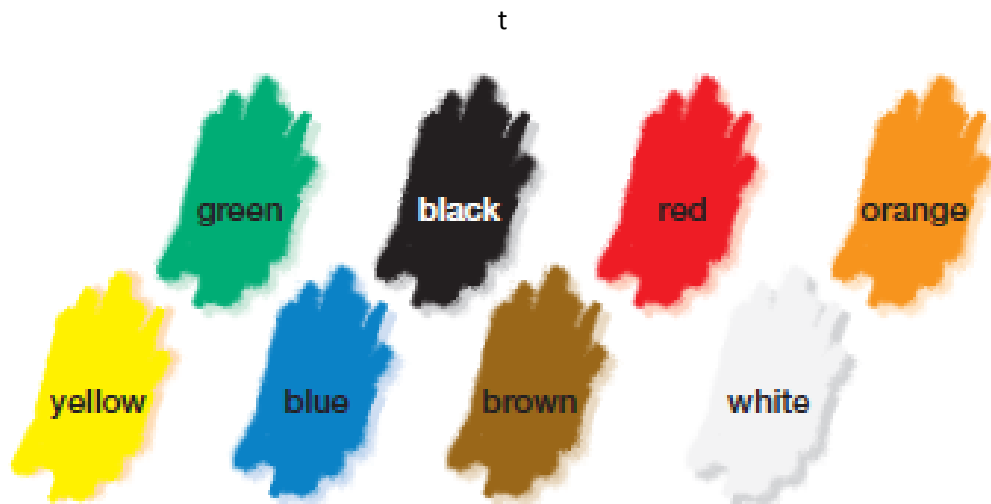 t
green black red orange
yellow blue brown white